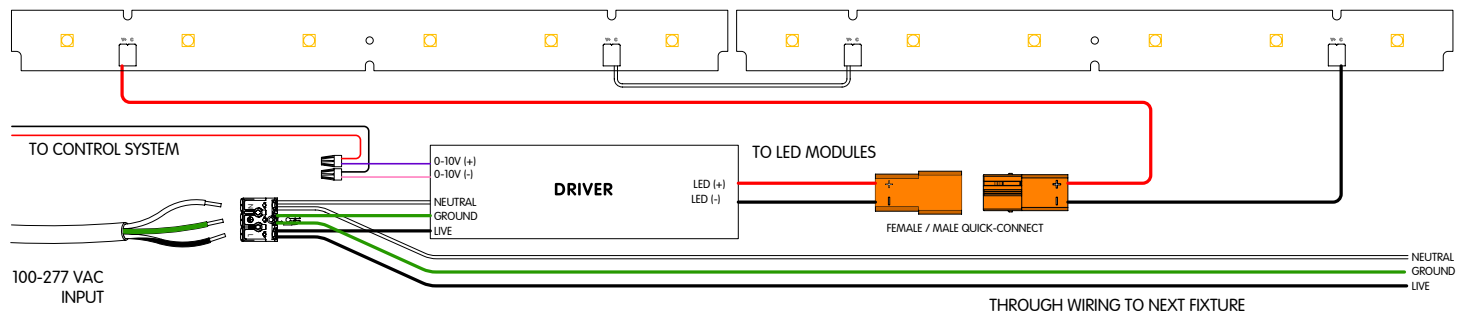 TO CONTROL SYSTEM
0-10V (+)
0-10V (-)
NEUTRAL
GROUND
LIVE
DRIVER
LED (+)
LED (-)
TO LED MODULES
+
-
+
-
FEMALE / MALE QUICK-CONNECT
100-277 VAC
INPUT
NEUTRAL
GROUND
LIVE
THROUGH WIRING TO NEXT FIXTURE